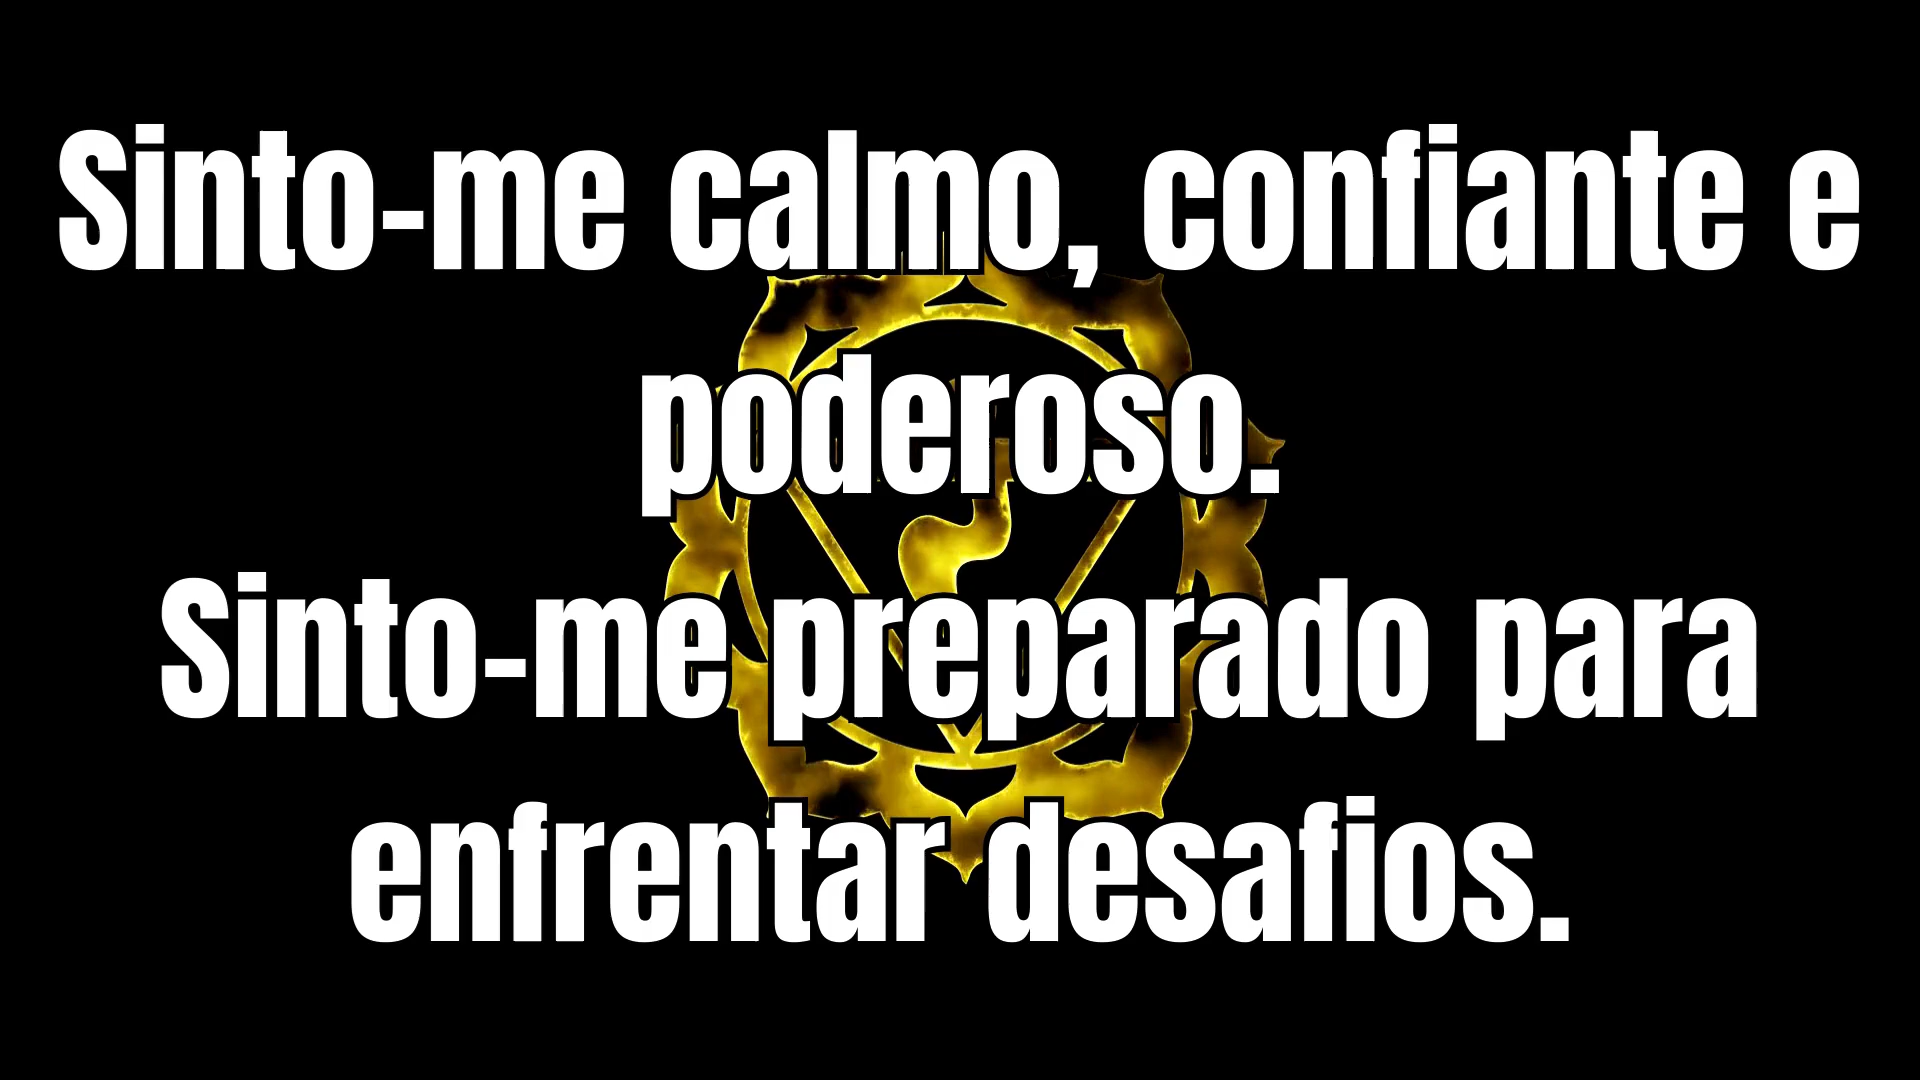 Sinto-me calmo, confiante e
poderoso.
Sinto-me preparado para
enfrentar desafios.